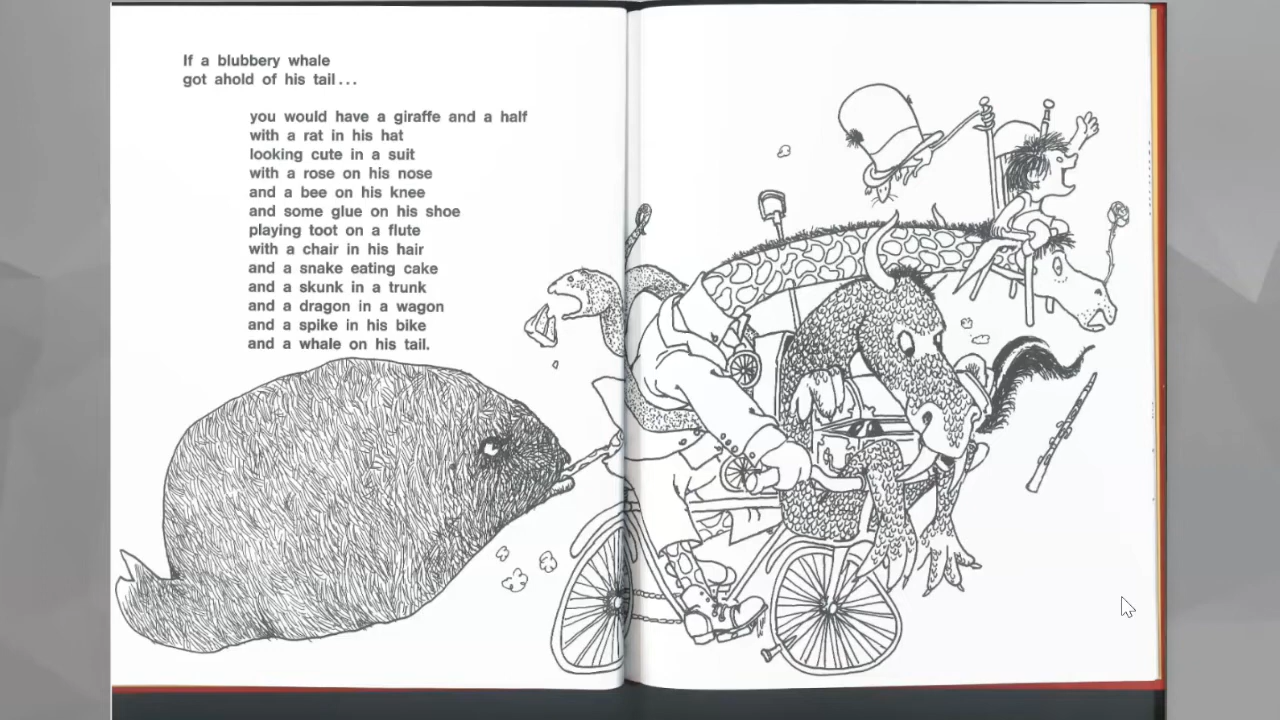 If a blubbery whale
got ahold of his tail...
you would have a giraffe and a half
with a rat in his hat
looking cute in a suit
with a rose on his nose
and a bee on his knee
and some glue on his shoe
playing toot on a flute
with a chair in his hair
and a snake eating cake
and a skunk in a trunk
and a dragon in a wagon
and a spike in his bike
and a whale on his tail.